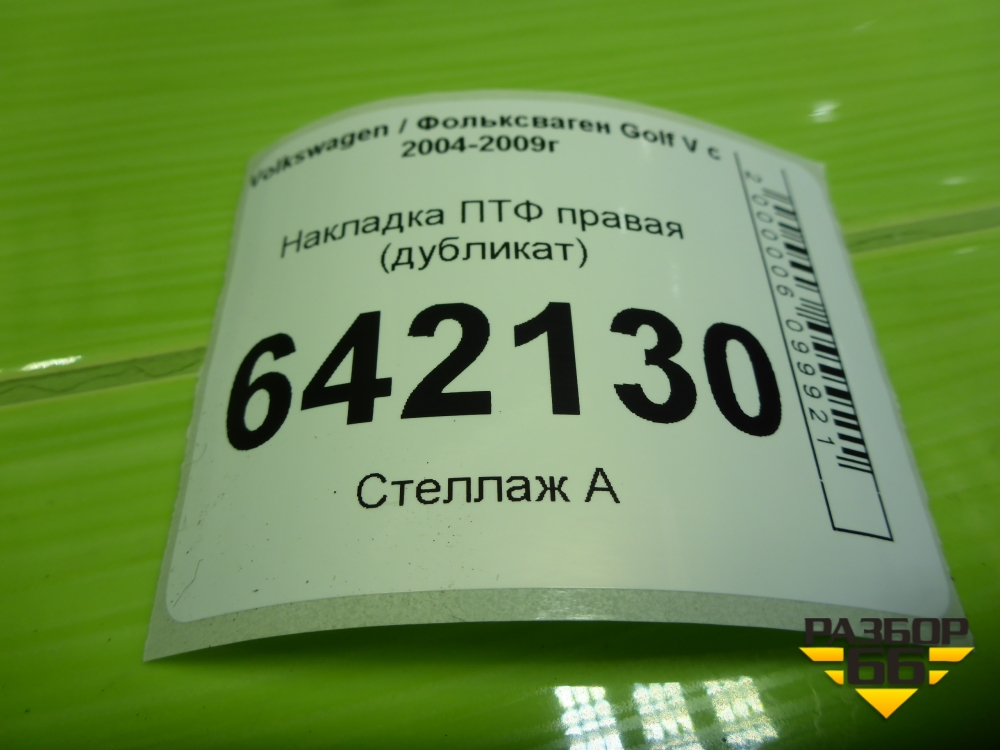 Volkswagen / Фольксваген Golf V с
2004-2009г
Накладка ПТФ правая
(дубликат)
642130
Стеллаж А
2000006099921
РАЗБОР
66